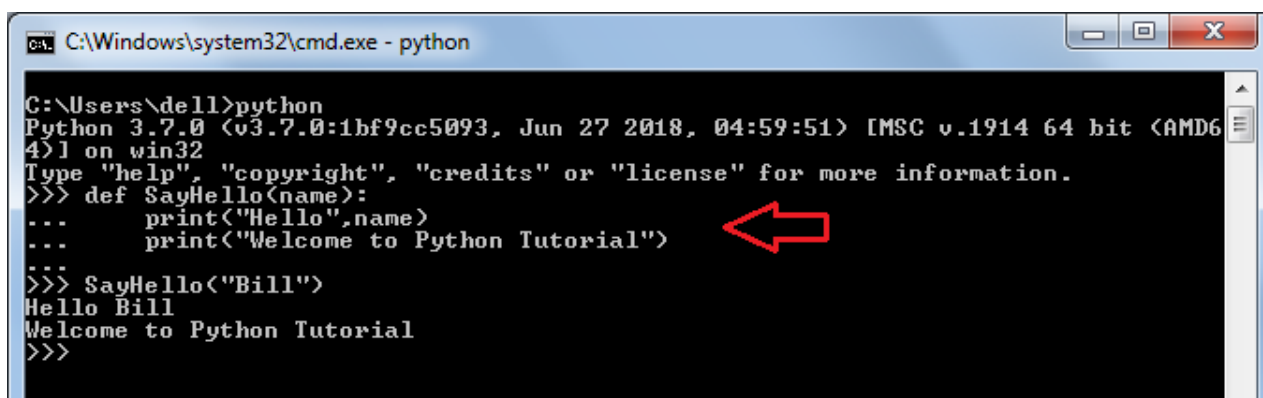 C:\Windows\system32\cmd.exe - python
C:\Users\dell>python
Python 3.7.0 (v3.7.0:1bf9cc5093, Jun 27 2018, 04:59:51) [MSC v.1914 64 bit (AMD6
4)] on win32
Type "help", "copyright", "credits" or "license" for more information.
>>> def SayHello(name):
...     print("Hello",name)
...     print("Welcome to Python Tutorial")
...
>>> SayHello("Bill")
Hello Bill
Welcome to Python Tutorial
>>>